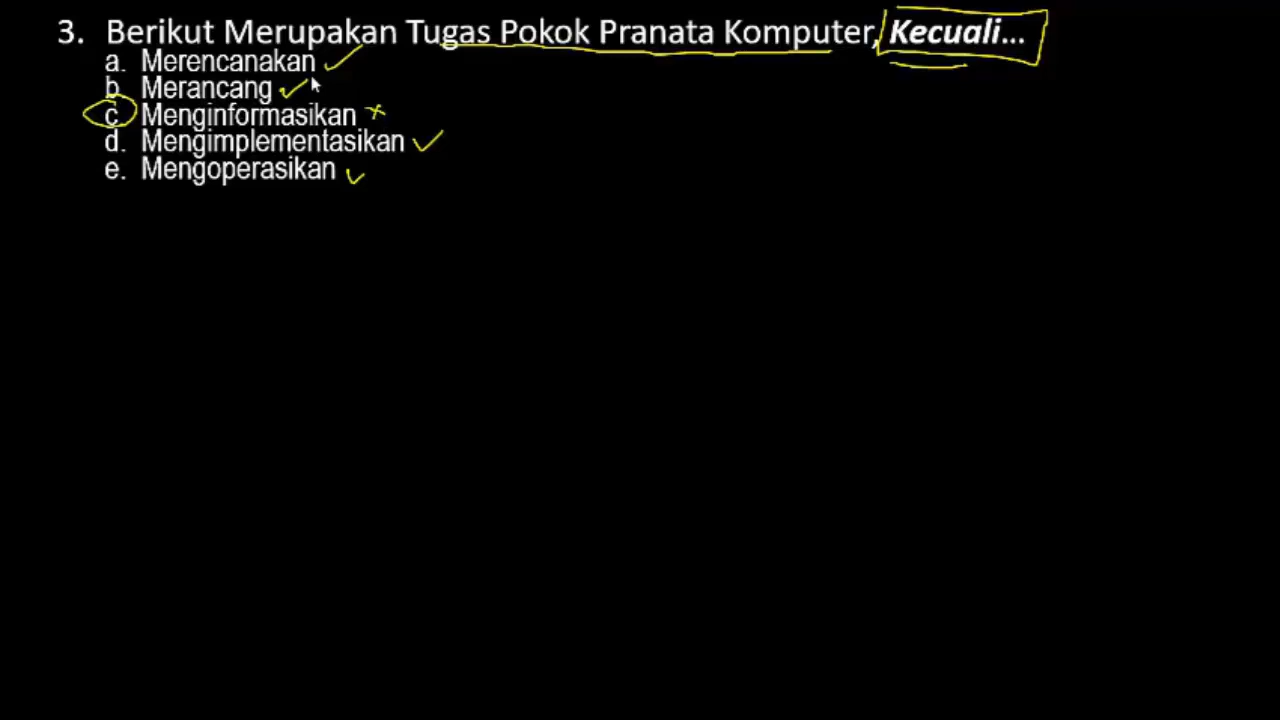 3. Berikut Merupakan Tugas Pokok Pranata Komputer, Kecuali...
a. Merencanakan
b. Merancang
c. Menginformasikan
d. Mengimplementasikan
e. Mengoperasikan